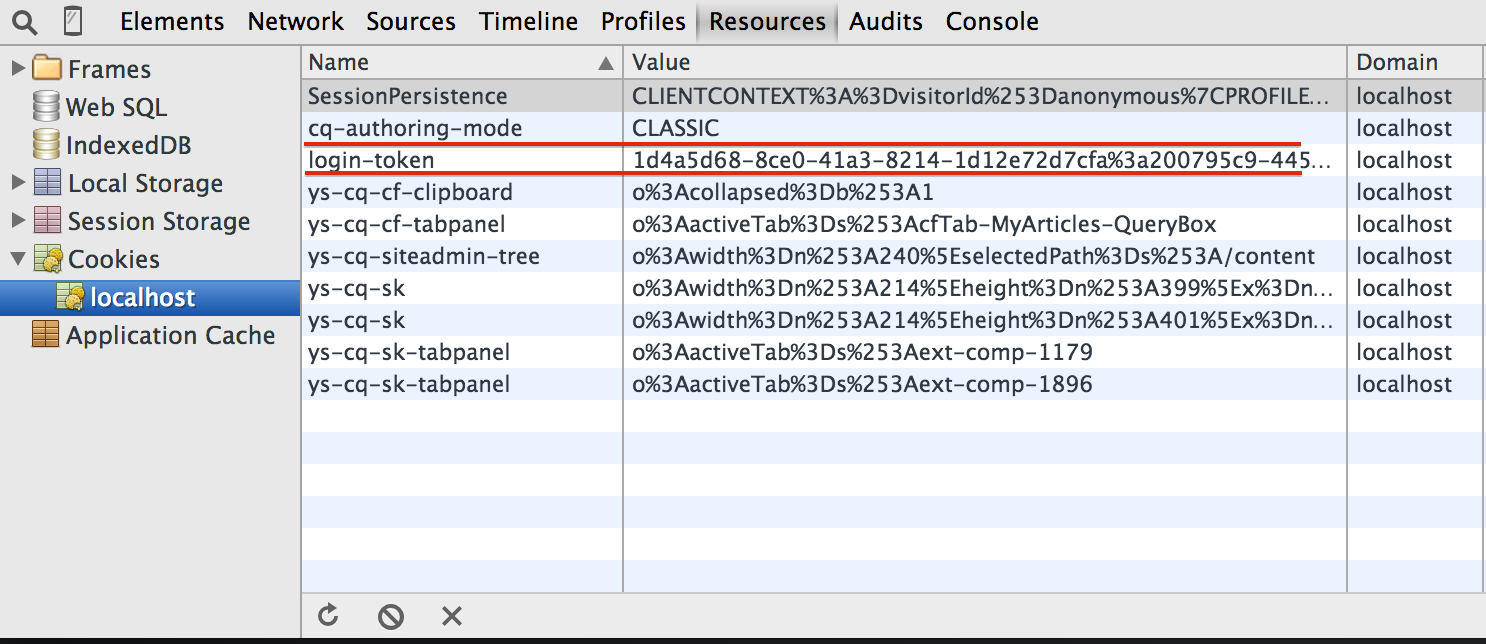 Elements Network Sources Timeline Profiles Resources Audits Console
Frames
Web SQL
IndexedDB
Local Storage
Session Storage
Cookies
localhost
Application Cache
Name Value Domain
SessionPersistence CLIENTCONTEXT%3A%3DvisitorId%253Danonymous%7CPROFILE... localhost
cq-authoring-mode CLASSIC localhost
login-token 1d4a5d68-8ce0-41a3-8214-1d12e72d7cfa%3a200795c9-445... localhost
ys-cq-cf-clipboard o%3Acollapsed%3Db%253A1 localhost
ys-cq-cf-tabpanel o%3AactiveTab%3Ds%253AcfTab-MyArticles-QueryBox localhost
ys-cq-siteadmin-tree o%3Awidth%3Dn%253A240%5EselectedPath%3Ds%253A/content localhost
ys-cq-sk o%3Awidth%3Dn%253A214%5Eheight%3Dn%253A399%5Ex%3Dn... localhost
ys-cq-sk o%3Awidth%3Dn%253A214%5Eheight%3Dn%253A401%5Ex%3Dn... localhost
ys-cq-sk-tabpanel o%3AactiveTab%3Ds%253Aext-comp-1179 localhost
ys-cq-sk-tabpanel o%3AactiveTab%3Ds%253Aext-comp-1896 localhost